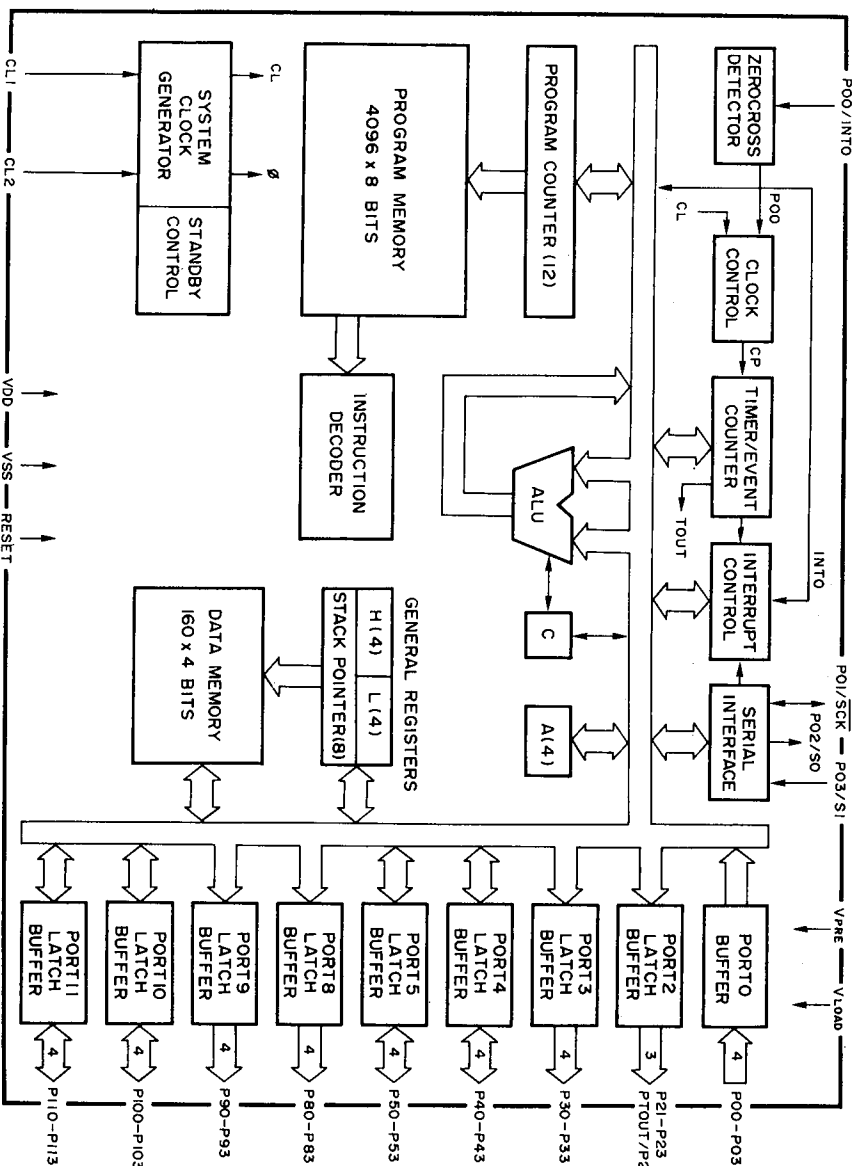 P00/INT0
P01/SCK
P02/SO
P03/SI
VPRE
VLOAD
ZEROCROSS
DETECTOR
P00
CL
CLOCK
CONTROL
CP
TIMER/EVENT
COUNTER
TOUT
INT0
INTERRUPT
CONTROL
SERIAL
INTERFACE
PORT0
BUFFER
4
P00-P03
PORT2
LATCH
BUFFER
3
P21-P23
PTOUT/P2
PORT3
LATCH
BUFFER
4
P30-P33
PORT4
LATCH
BUFFER
4
P40-P43
PORT5
LATCH
BUFFER
4
P50-P53
PORT8
LATCH
BUFFER
4
P80-P83
PORT9
LATCH
BUFFER
4
P90-P93
PORT10
LATCH
BUFFER
4
P100-P103
PORT11
LATCH
BUFFER
4
P110-P113
PROGRAM COUNTER (12)
ALU
C
A(4)
PROGRAM MEMORY
4096 x 8 BITS
INSTRUCTION
DECODER
GENERAL REGISTERS
H(4)
L(4)
STACK POINTER(8)
DATA MEMORY
160 x 4 BITS
CL
Ø
SYSTEM
CLOCK
GENERATOR
STANDBY
CONTROL
CL1
CL2
VDD
VSS
RESET